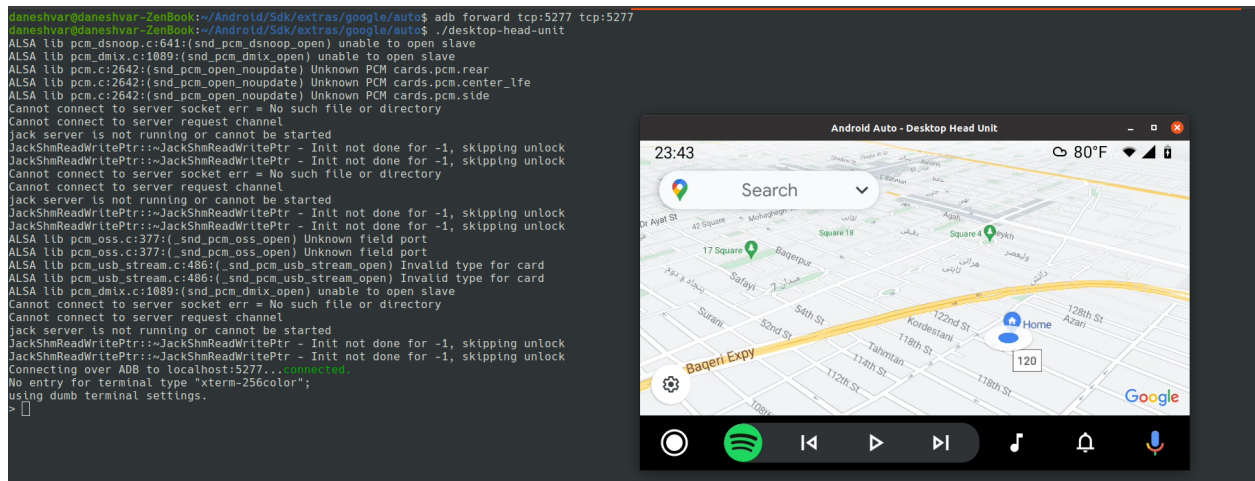 daneshvar@daneshvar-ZenBook:~/Android/Sdk/extras/google/auto$ adb forward tcp:5277 tcp:5277
daneshvar@daneshvar-ZenBook:~/Android/Sdk/extras/google/auto$ ./desktop-head-unit
ALSA lib pcm_dsnoop.c:641:(snd_pcm_dsnoop_open) unable to open slave
ALSA lib pcm_dmix.c:1089:(snd_pcm_dmix_open) unable to open slave
ALSA lib pcm.c:2642:(snd_pcm_open_noupdate) Unknown PCM cards.pcm.rear
ALSA lib pcm.c:2642:(snd_pcm_open_noupdate) Unknown PCM cards.pcm.center_lfe
ALSA lib pcm.c:2642:(snd_pcm_open_noupdate) Unknown PCM cards.pcm.side
Cannot connect to server socket err = No such file or directory
Cannot connect to server request channel
jack server is not running or cannot be started
JackShmReadWritePtr::~JackShmReadWritePtr - Init not done for -1, skipping unlock
JackShmReadWritePtr::~JackShmReadWritePtr - Init not done for -1, skipping unlock
Cannot connect to server socket err = No such file or directory
Cannot connect to server request channel
jack server is not running or cannot be started
JackShmReadWritePtr::~JackShmReadWritePtr - Init not done for -1, skipping unlock
JackShmReadWritePtr::~JackShmReadWritePtr - Init not done for -1, skipping unlock
ALSA lib pcm_oss.c:377:(_snd_pcm_oss_open) Unknown field port
ALSA lib pcm_oss.c:377:(_snd_pcm_oss_open) Unknown field port
ALSA lib pcm_usb_stream.c:486:(_snd_pcm_usb_stream_open) Invalid type for card
ALSA lib pcm_usb_stream.c:486:(_snd_pcm_usb_stream_open) Invalid type for card
ALSA lib pcm_dmix.c:1089:(snd_pcm_dmix_open) unable to open slave
Cannot connect to server socket err = No such file or directory
Cannot connect to server request channel
jack server is not running or cannot be started
JackShmReadWritePtr::~JackShmReadWritePtr - Init not done for -1, skipping unlock
JackShmReadWritePtr::~JackShmReadWritePtr - Init not done for -1, skipping unlock
Connecting over ADB to localhost:5277...connected.
No entry for terminal type "xterm-256color";
using dumb terminal settings.
>
Android Auto - Desktop Head Unit
23:43
80°F
Search
Dr Ayat St
42 Square
Mohaghegh
Agah
Square 18
Square 4
17 Square
Baqerpur
Safayi
54th St
Surani
52nd St
122nd St
Kordestani
Home
128th St
Azari
118th St
Tahmtan
114th St
120
Baqeri Expy
112th St
118th St
108th
Google